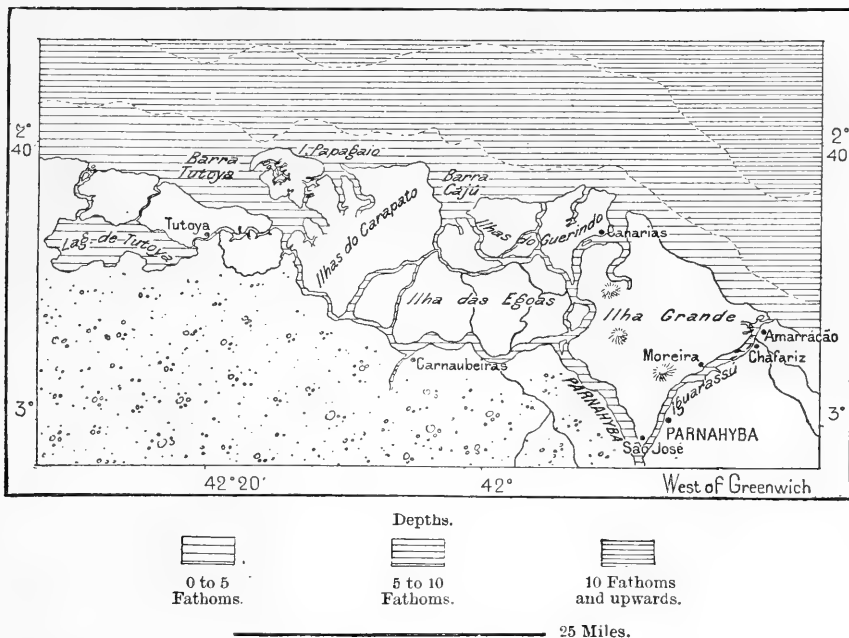 2°
40
2°
40
Barra
Tutoya
I. Papagaio
Barra
Cajú
Tutoya
Lag-de-Tutoya
Ilhas do Carapato
Ilhas do Guerindo
Canarias
Ilha das Egoas
Ilha Grande
Amarração
Chafariz
Moreira
Carnaubeiras
Iguarassú
PARNAHYBA
PARNAHYBA
São José
3°
3°
42°20'
42°
West of Greenwich
Depths.
0 to 5
Fathoms.
5 to 10
Fathoms.
10 Fathoms
and upwards.
25 Miles.